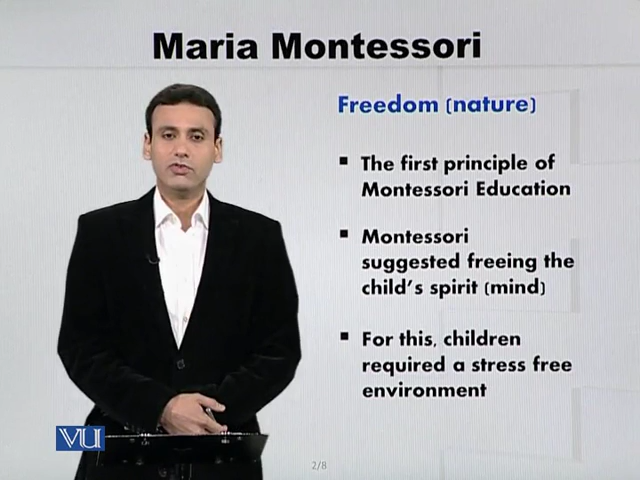 Maria Montessori
Freedom (nature)
▪ The first principle of
Montessori Education
▪ Montessori
suggested freeing the
child's spirit (mind)
▪ For this, children
required a stress free
environment
VU
2/8